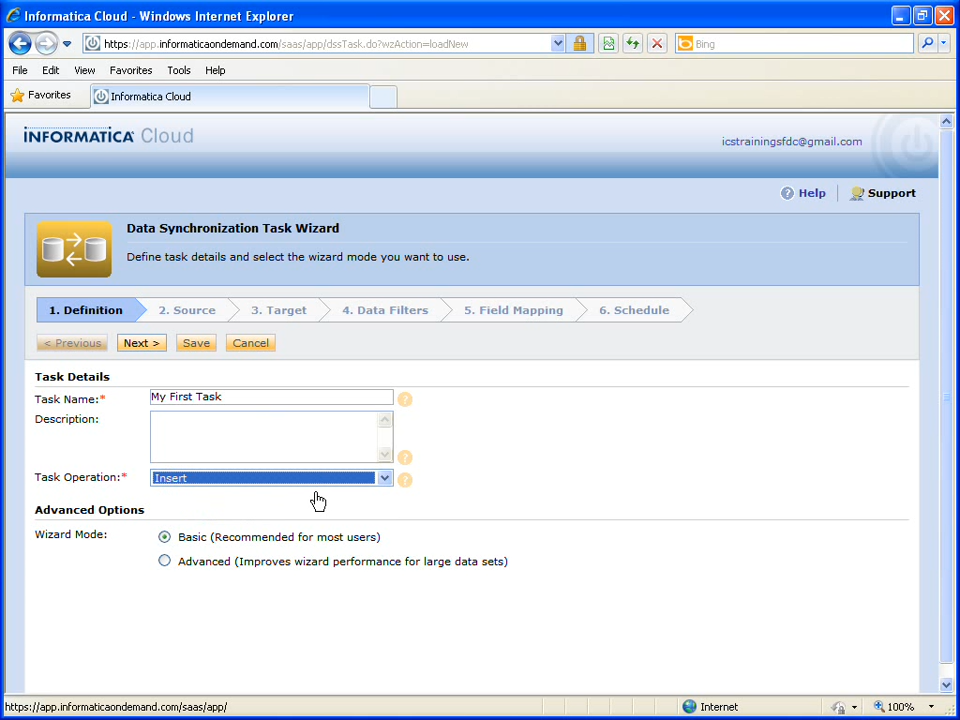 Informatica Cloud - Windows Internet Explorer
https://app.informaticaondemand.com/saas/app/dssTask.do?wzAction=loadNew
Bing
File Edit View Favorites Tools Help
Favorites Informatica Cloud
INFORMATICA Cloud
icstrainingsfdc@gmail.com
? Help Support
Data Synchronization Task Wizard
Define task details and select the wizard mode you want to use.
1. Definition 2. Source 3. Target 4. Data Filters 5. Field Mapping 6. Schedule
< Previous Next > Save Cancel
Task Details
Task Name:* My First Task ?
Description:
?
Task Operation:* Insert ?
Advanced Options
Wizard Mode: Basic (Recommended for most users)
Advanced (Improves wizard performance for large data sets)
https://app.informaticaondemand.com/saas/app/ Internet 100%